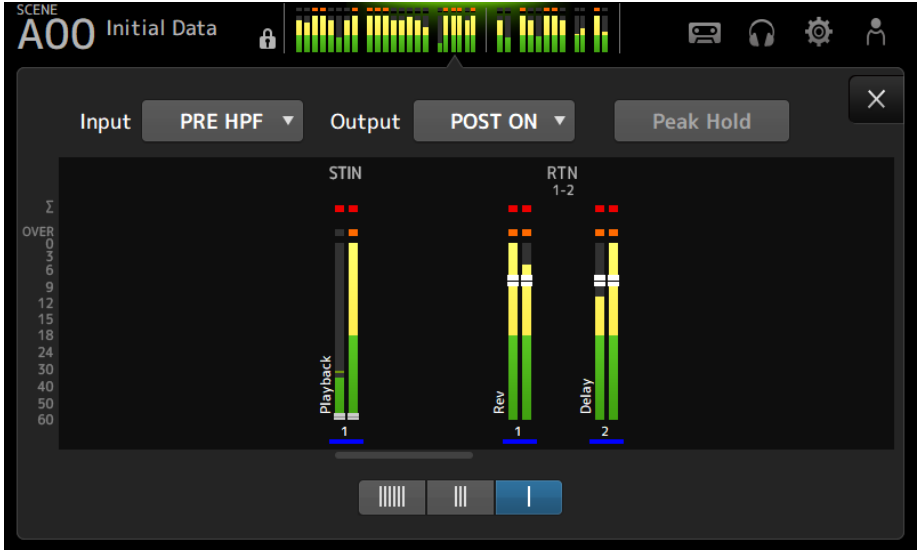 SCENE
A00 Initial Data
Input PRE HPF Output POST ON Peak Hold
STIN RTN
1-2
Σ
OVER
0
3
6
9
12
15
18
24
30
40
50
60
Playback Rev Delay
1 1 2